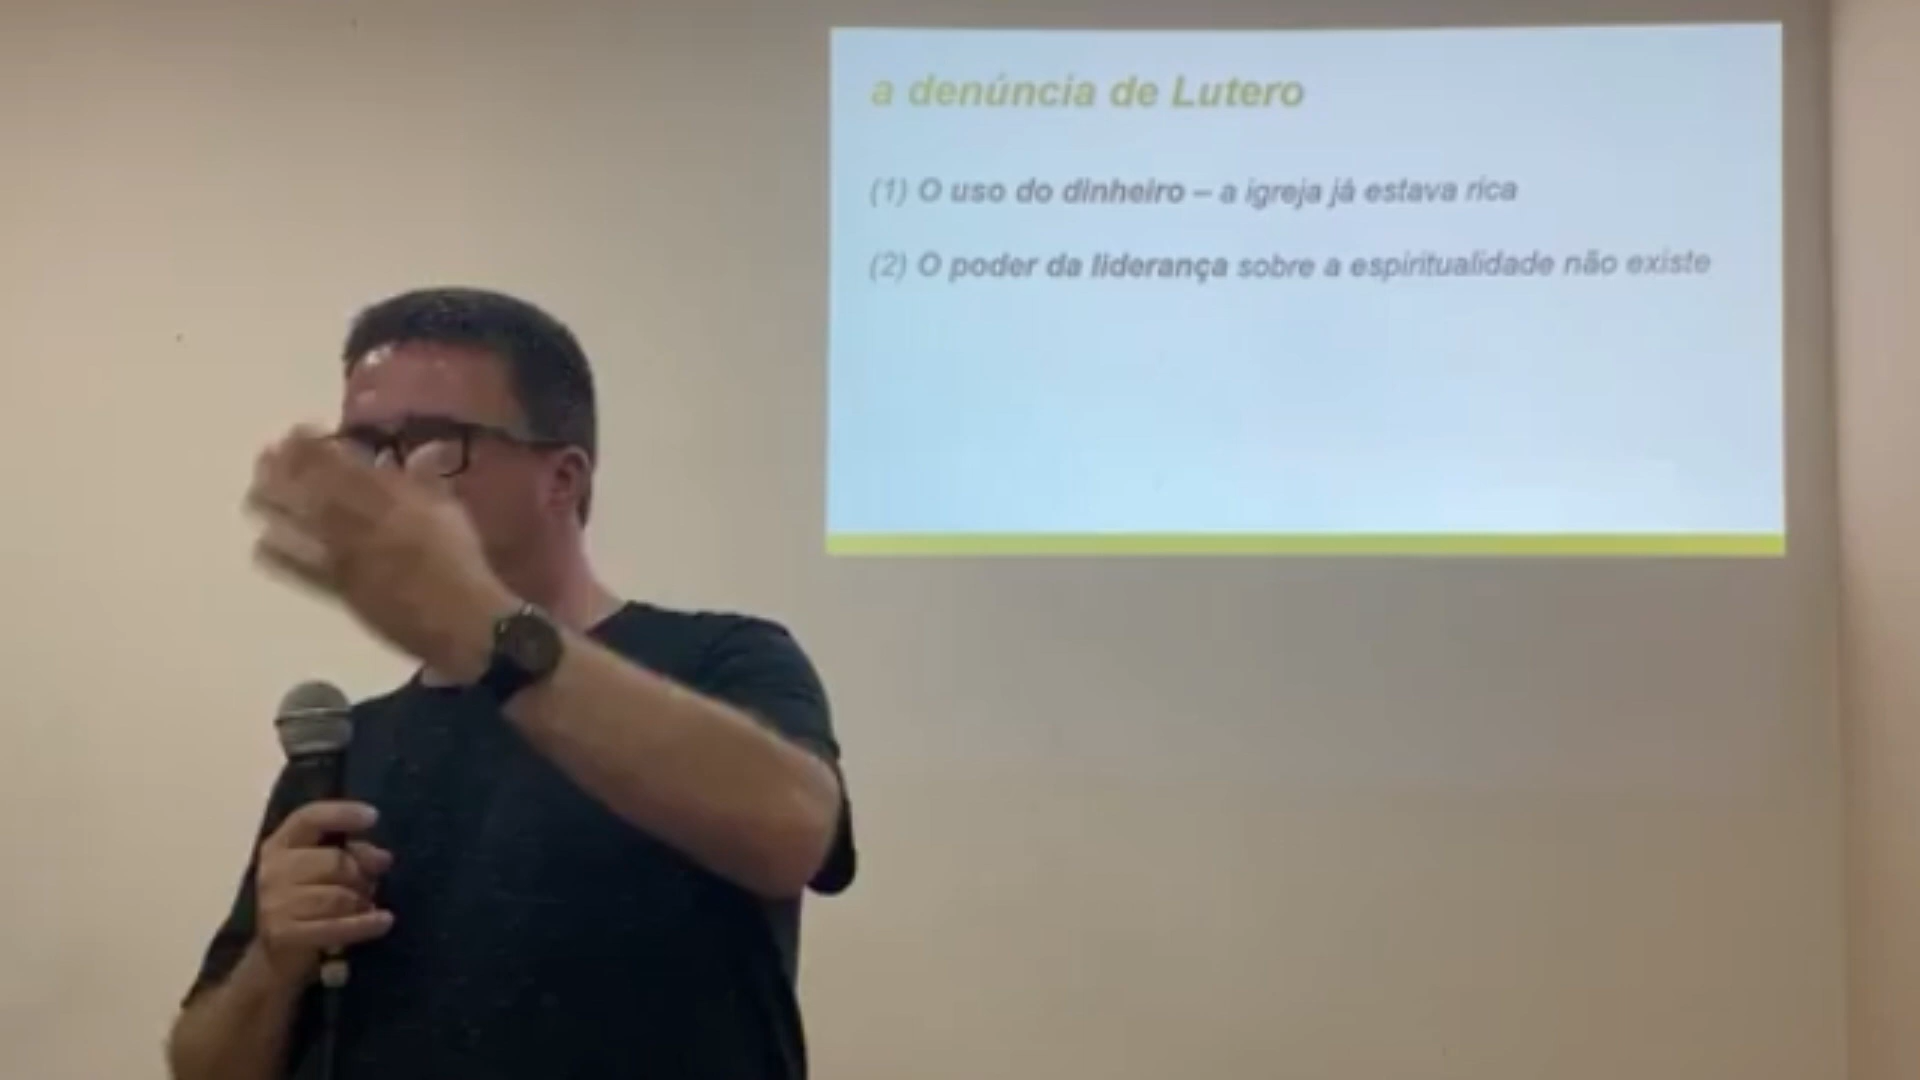 a denúncia de Lutero
(1) O uso do dinheiro – a igreja já estava rica
(2) O poder da liderança sobre a espiritualidade não existe